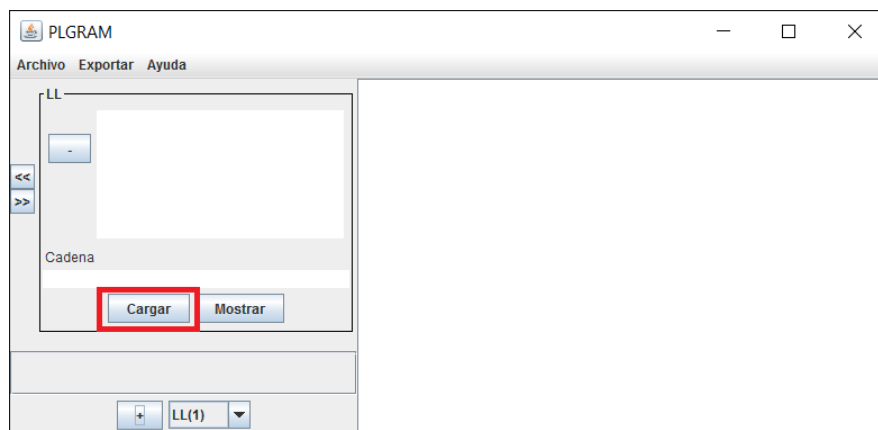 PLGRAM
Archivo Exportar Ayuda
LL
-
<<
>>
Cadena
Cargar Mostrar
+ LL(1)